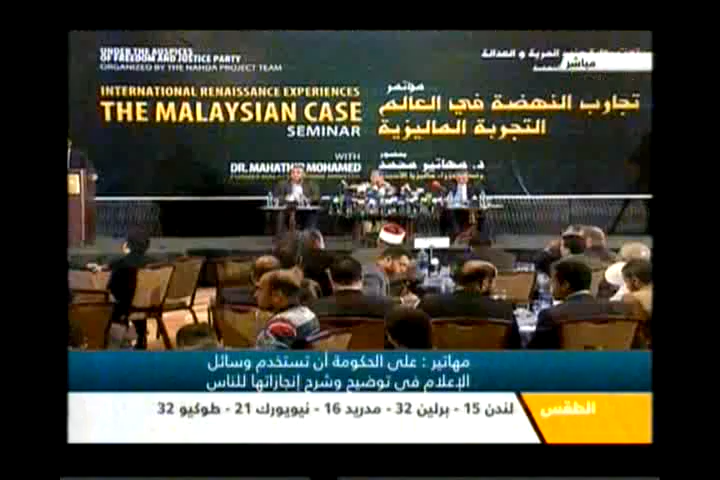 UNDER THE AUSPICES
OF FREEDOM AND JUSTICE PARTY
ORGANIZED BY THE NAHDA PROJECT TEAM
الحرية و العدالة
مباشر
INTERNATIONAL RENAISSANCE EXPERIENCES
THE MALAYSIAN CASE
SEMINAR
مؤتمر
تجارب النهضة في العالم
التجربة الماليزية
WITH
DR. MAHATHIR MOHAMED
بحضور
د. مهاتير محمد
مهاتير : على الحكومة أن تستخدم وسائل
الإعلام في توضيح وشرح إنجازاتها للناس
الطقس
لندن 15 - برلين 32 - مدريد 16 - نيويورك 21 - طوكيو 32